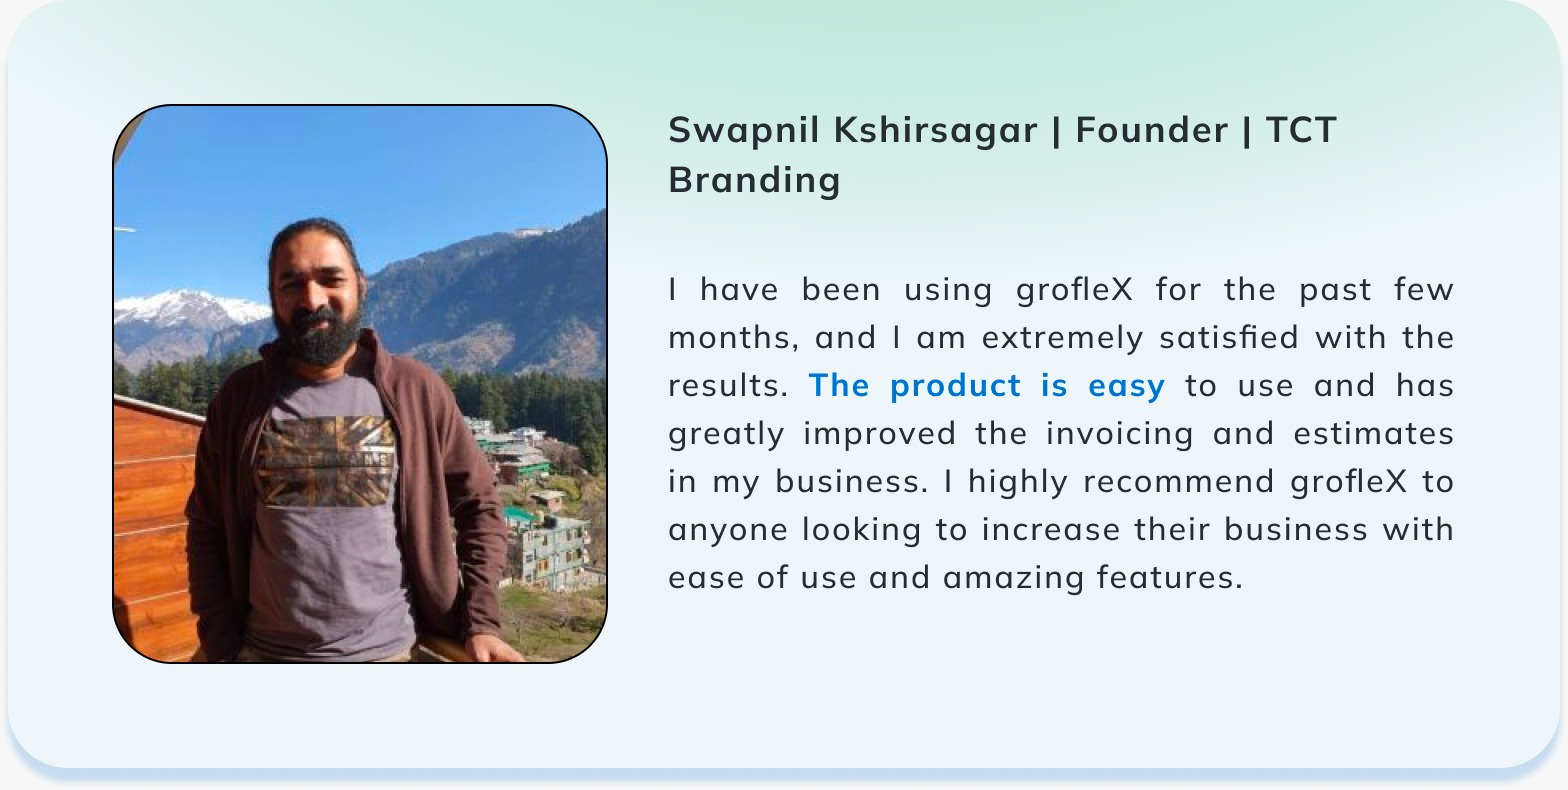 Swapnil Kshirsagar | Founder | TCT
Branding
I have been using grofleX for the past few
months, and I am extremely satisfied with the
results. The product is easy to use and has
greatly improved the invoicing and estimates
in my business. I highly recommend grofleX to
anyone looking to increase their business with
ease of use and amazing features.